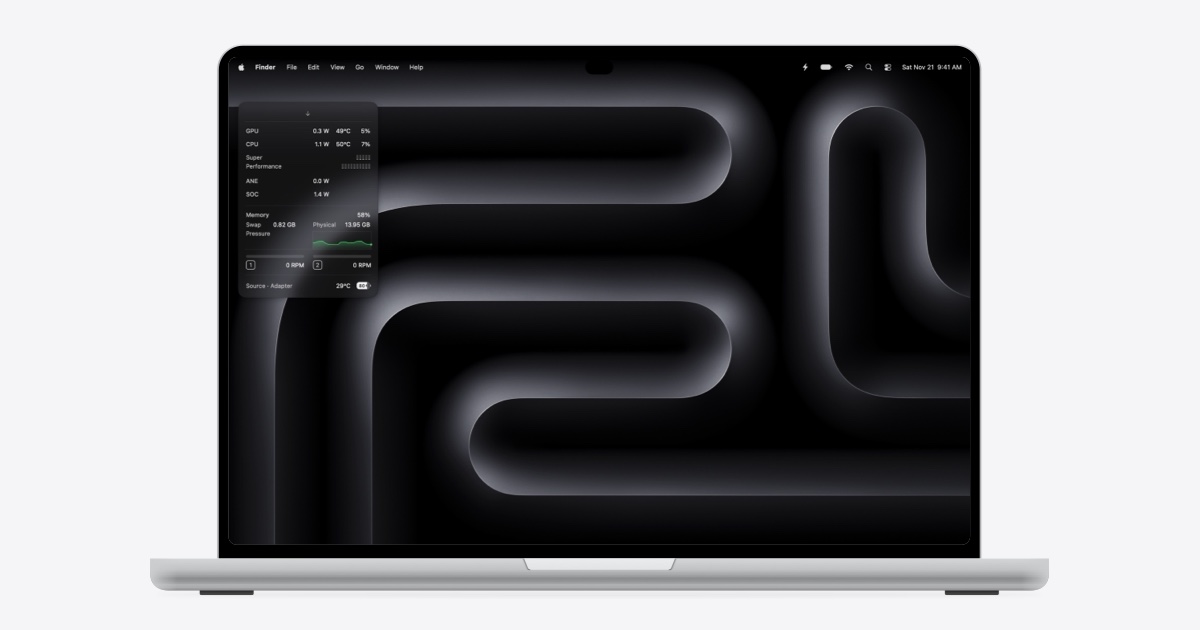 Finder File Edit View Go Window Help Sat Nov 21 9:41 AM
GPU 0.3 W 49°C 5%
CPU 1.1 W 50°C 7%
Super
Performance
ANE 0.0 W
SOC 1.4 W
Memory 58%
Swap 0.82 GB Physical 13.95 GB
Pressure
1 0 RPM 2 0 RPM
Source · Adapter 29°C